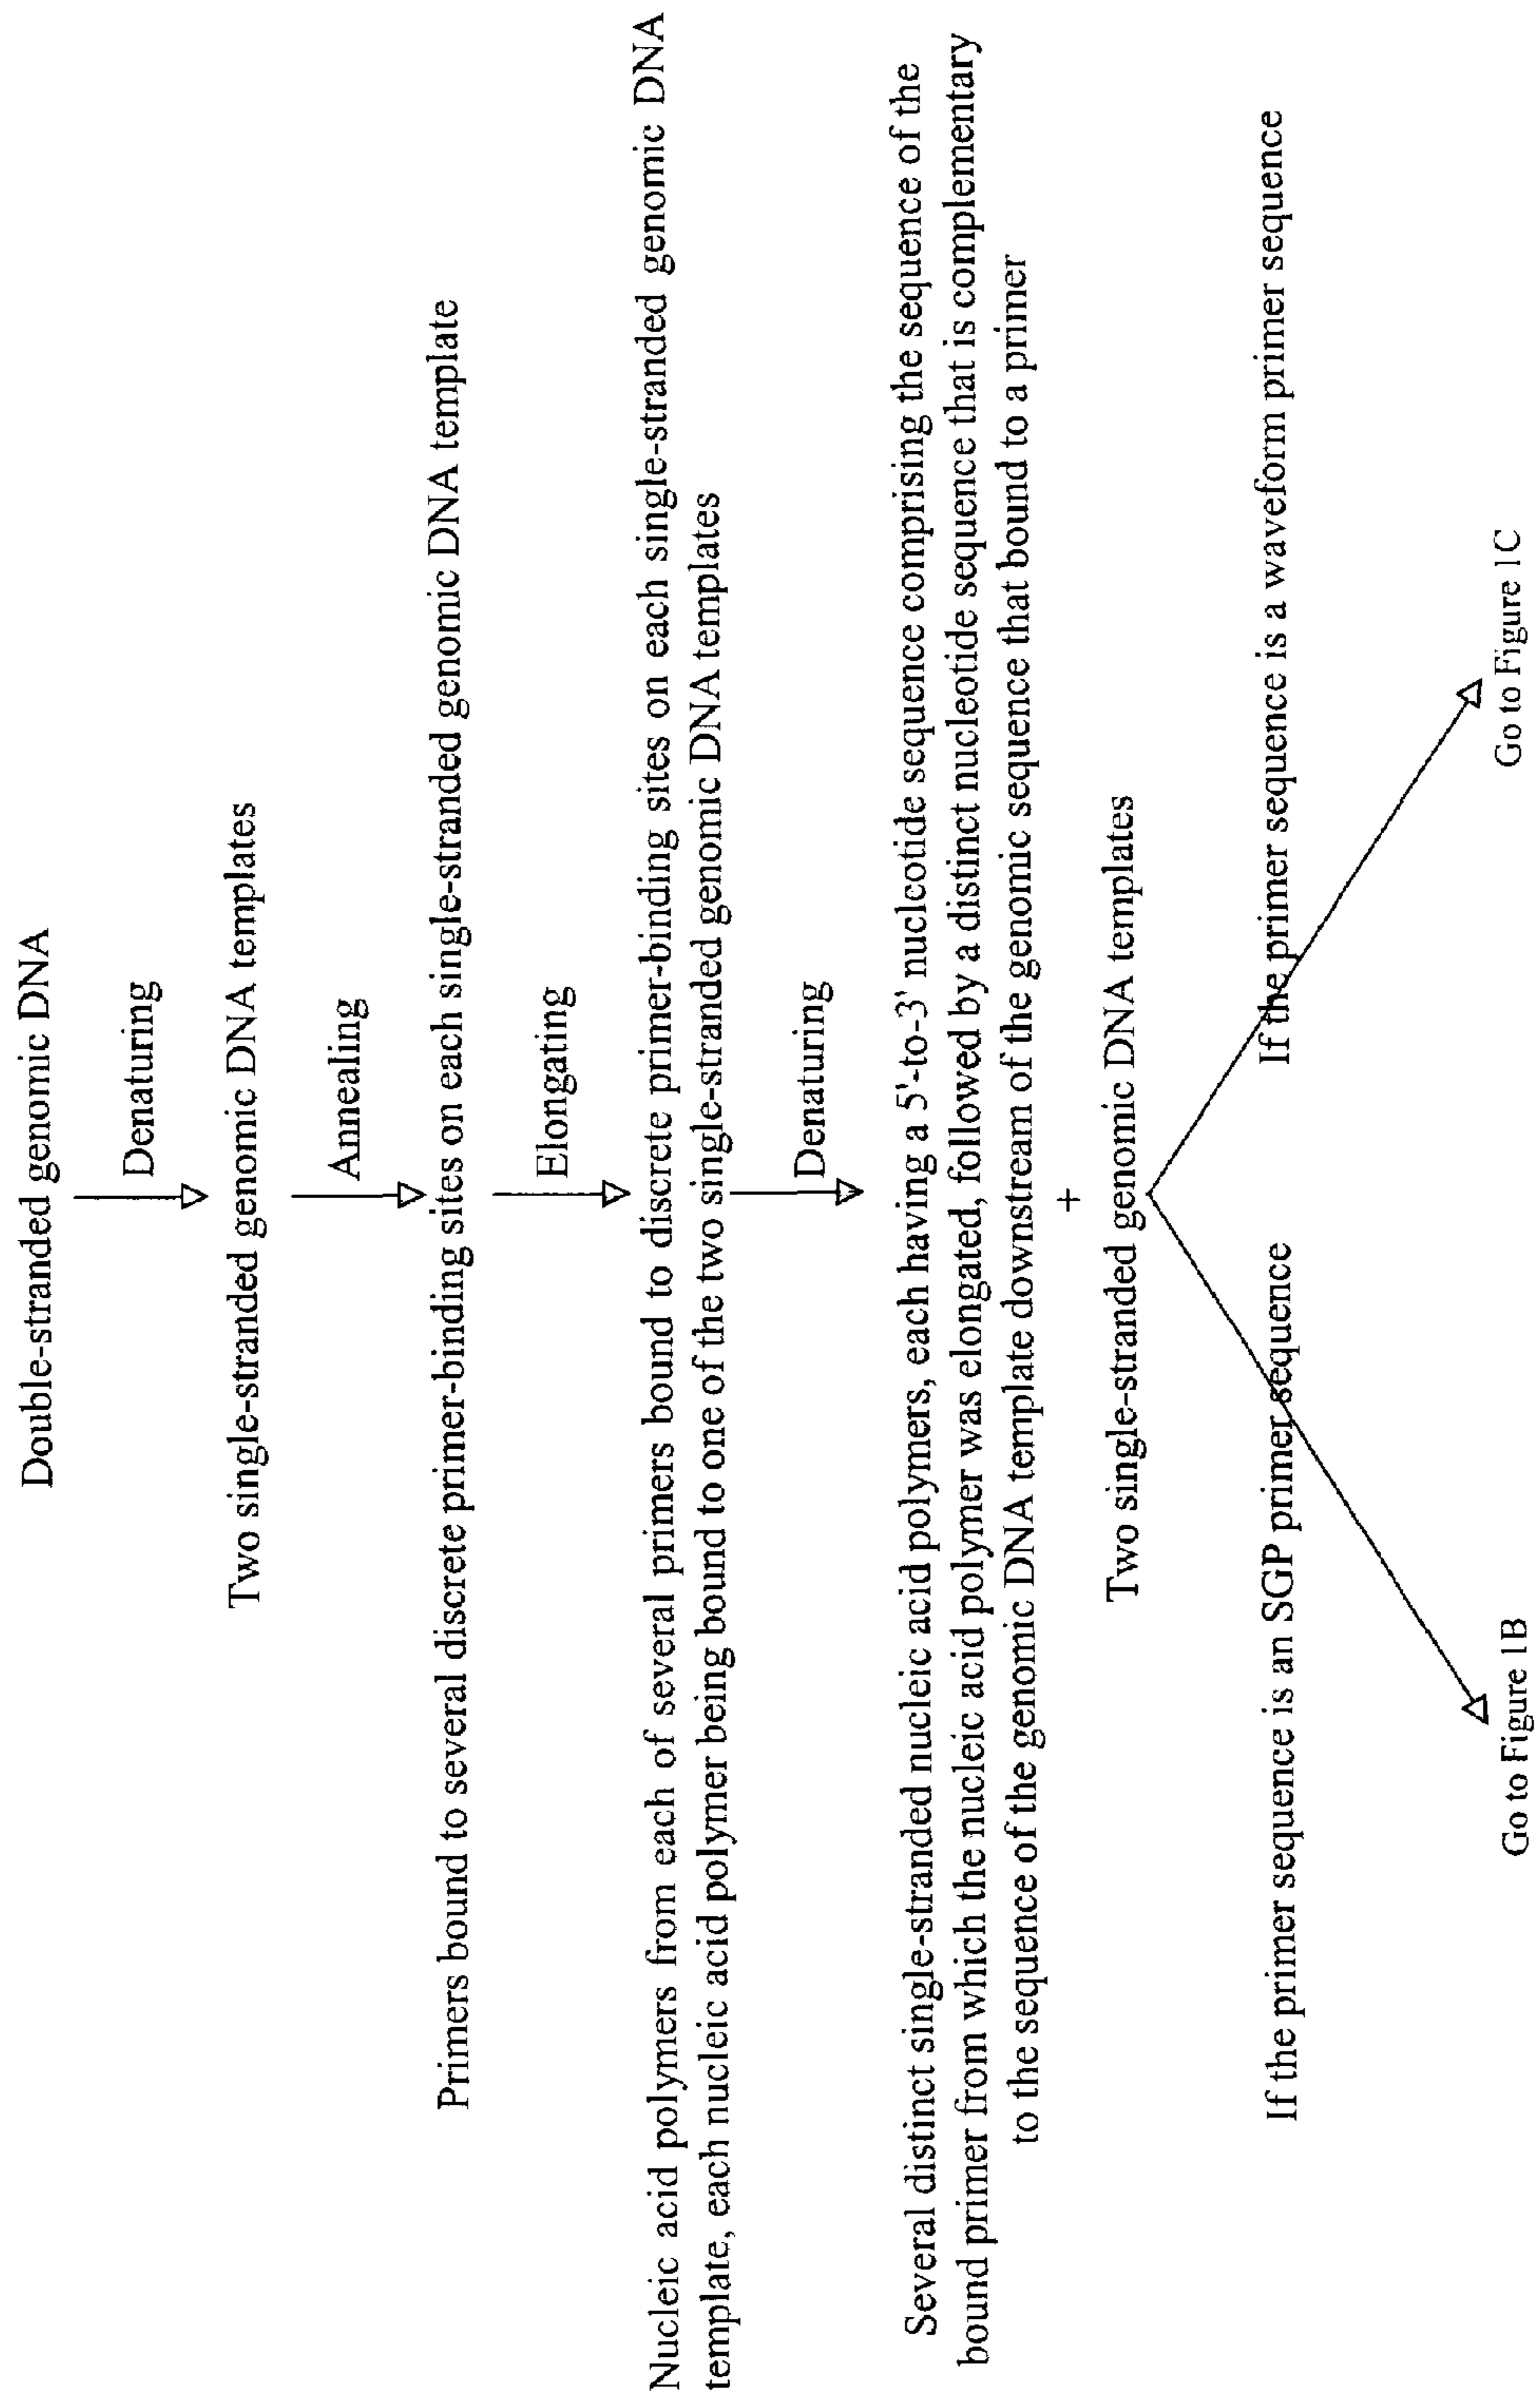 Double-stranded genomic DNA
Denaturing
Two single-stranded genomic DNA templates
Annealing
Primers bound to several discrete primer-binding sites on each single-stranded genomic DNA template
Elongating
Nucleic acid polymers from each of several primers bound to discrete primer-binding sites on each single-stranded genomic DNA
template, each nucleic acid polymer being bound to one of the two single-stranded genomic DNA templates
Denaturing
Several distinct single-stranded nucleic acid polymers, each having a 5'-to-3' nucleotide sequence comprising the sequence of the
bound primer from which the nucleic acid polymer was elongated, followed by a distinct nucleotide sequence that is complementary
to the sequence of the genomic DNA template downstream of the genomic sequence that bound to a primer
+
Two single-stranded genomic DNA templates
If the primer sequence is an SGP primer sequence
If the primer sequence is a waveform primer sequence
Go to Figure 1B
Go to Figure 1C